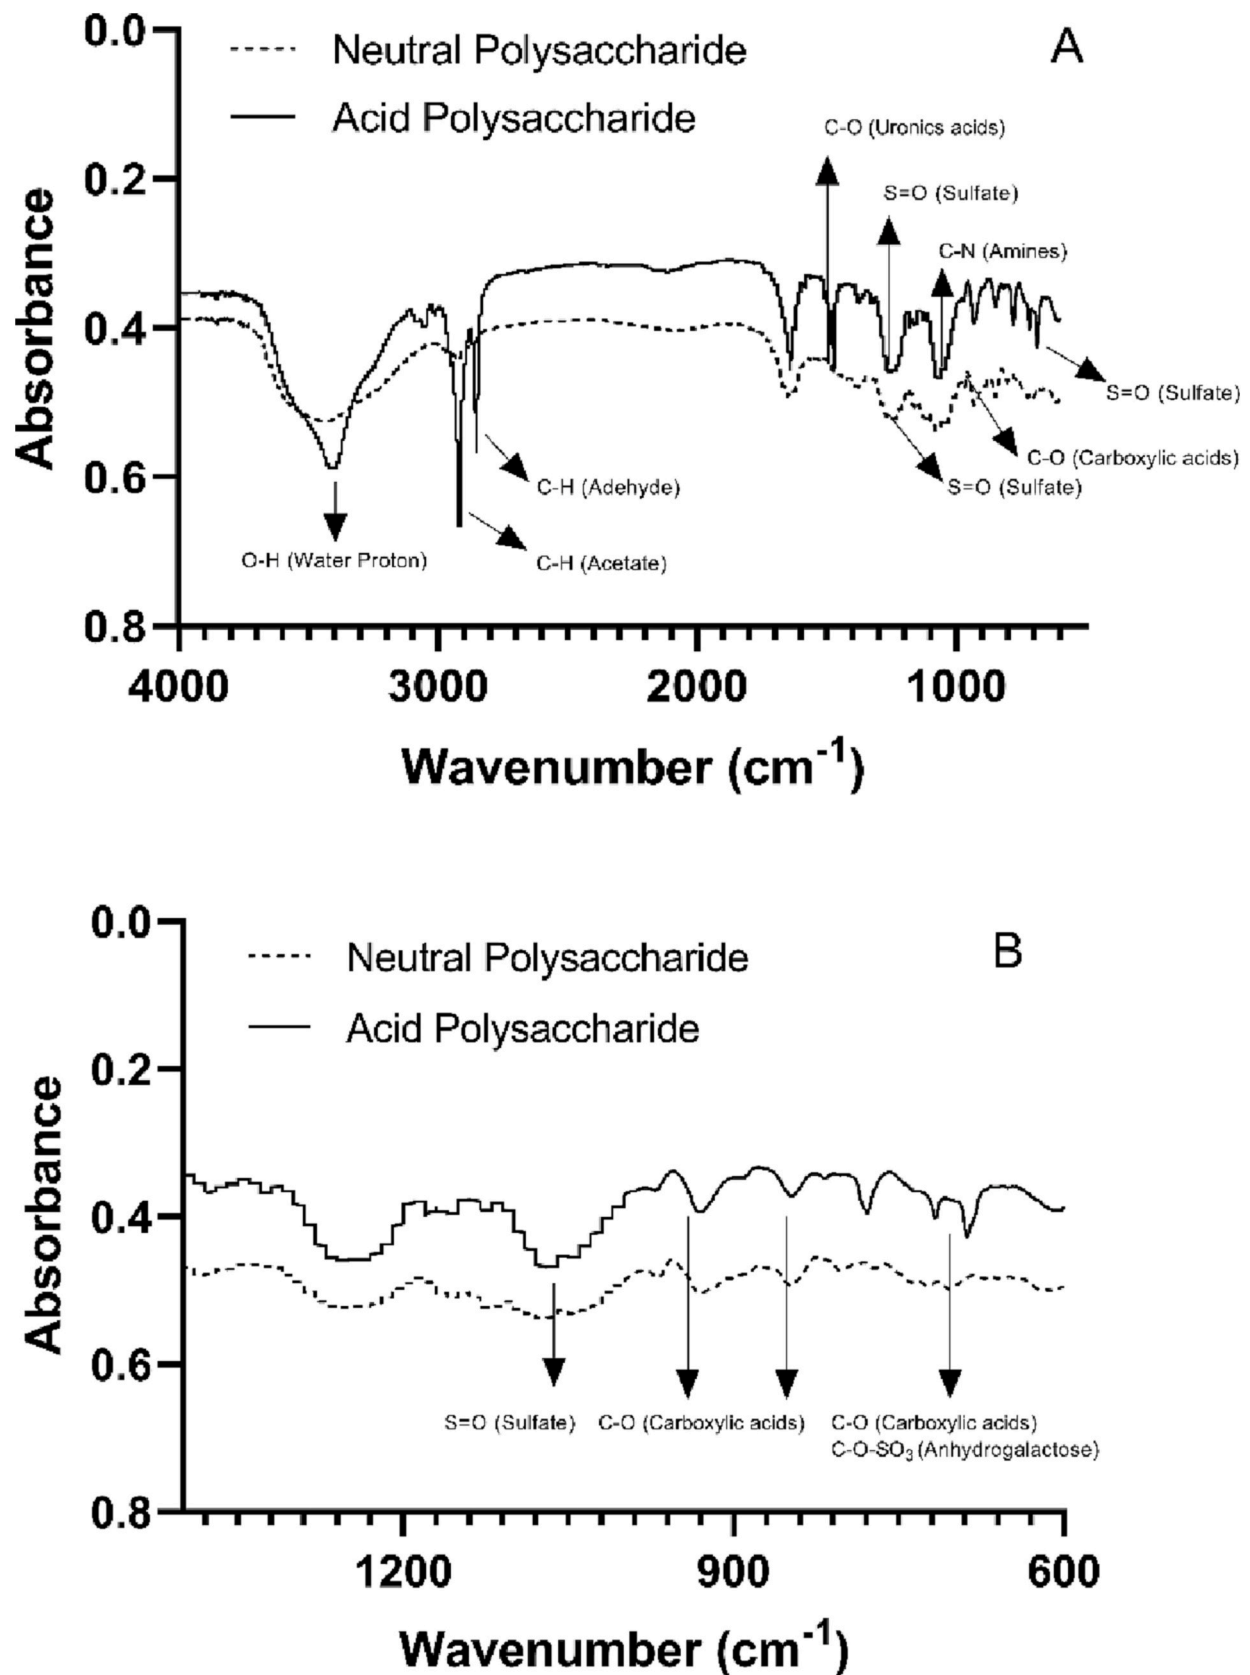 0.0
Neutral Polysaccharide
A
Acid Polysaccharide
C-O (Uronics acids)
0.2
S=O (Sulfate)
C-N (Amines)
Absorbance
0.4
S=O (Sulfate)
C-O (Carboxylic acids)
S=O (Sulfate)
0.6
C-H (Adehyde)
O-H (Water Proton)
C-H (Acetate)
0.8
4000 3000 2000 1000
Wavenumber (cm⁻¹)
0.0
Neutral Polysaccharide
B
Acid Polysaccharide
0.2
Absorbance
0.4
0.6
S=O (Sulfate) C-O (Carboxylic acids) C-O (Carboxylic acids)
C-O-SO₃ (Anhydrogalactose)
0.8
1200 900 600
Wavenumber (cm⁻¹)